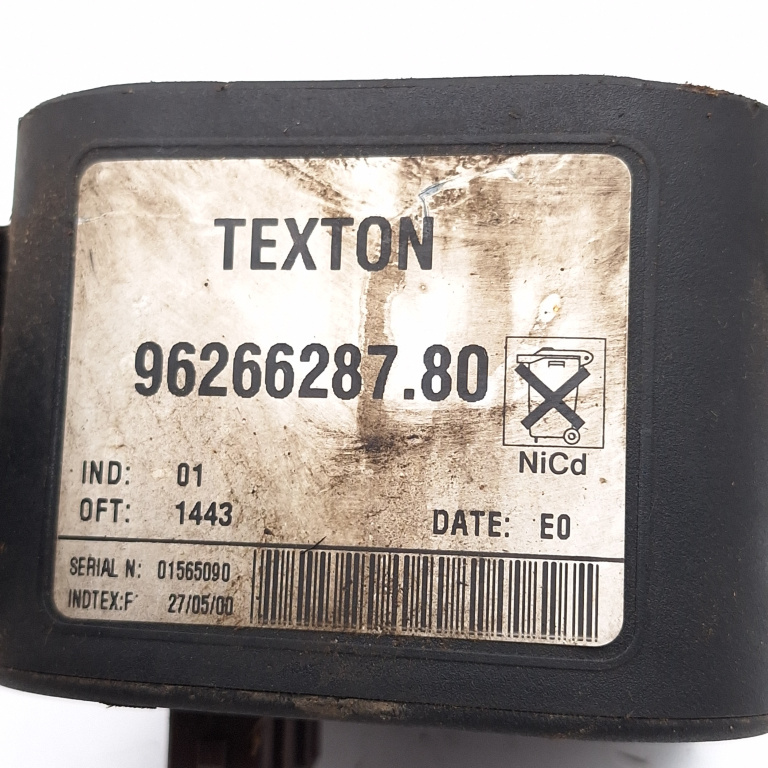 TEXTON
96266287.80
NiCd
IND: 01
OFT: 1443 DATE: E0
SERIAL N: 01565090
INDTEX:F 27/05/00